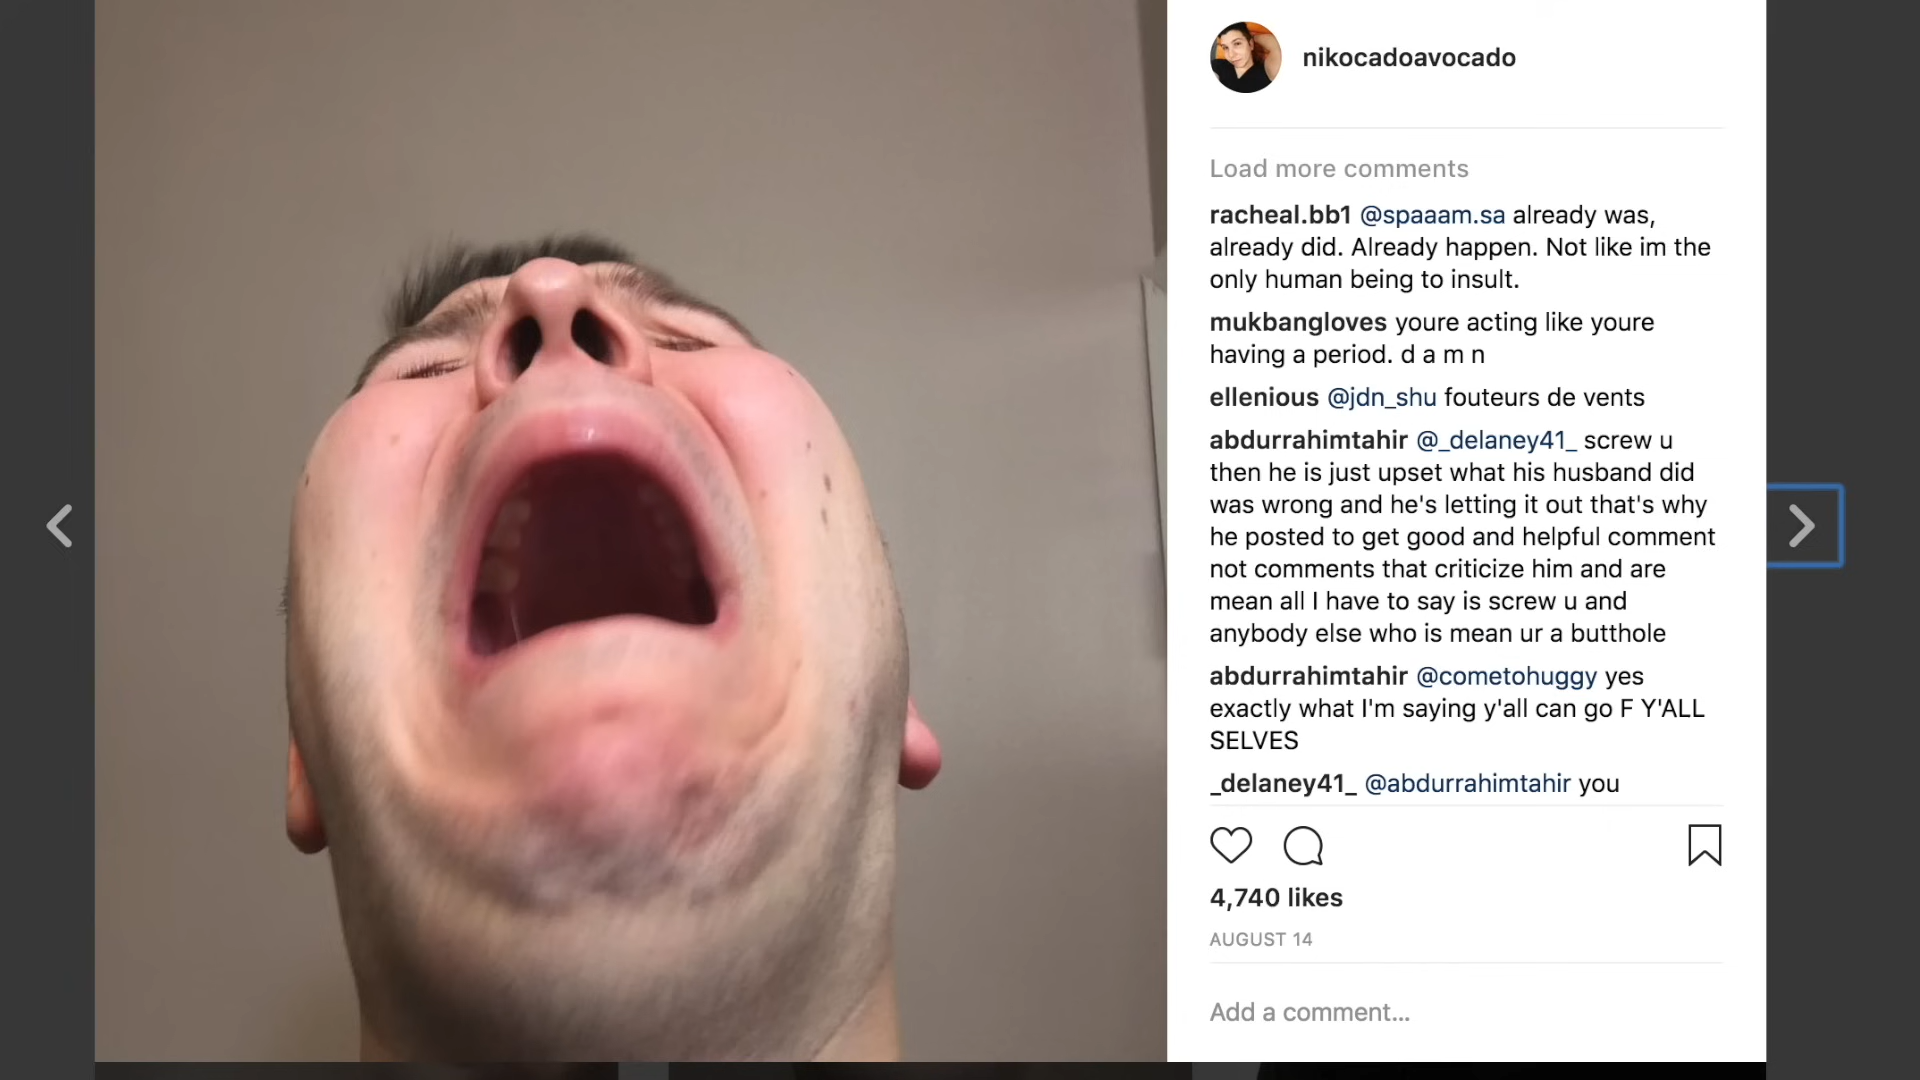 nikocadoavocado
Load more comments
racheal.bb1 @spaaam.sa already was,
already did. Already happen. Not like im the
only human being to insult.
mukbangloves youre acting like youre
having a period. d a m n
ellenious @jdn_shu fouteurs de vents
abdurrahimtahir @_delaney41_ screw u
then he is just upset what his husband did
was wrong and he's letting it out that's why
he posted to get good and helpful comment
not comments that criticize him and are
mean all I have to say is screw u and
anybody else who is mean ur a butthole
abdurrahimtahir @cometohuggy yes
exactly what I'm saying y'all can go F Y'ALL
SELVES
_delaney41_ @abdurrahimtahir you
4,740 likes
AUGUST 14
Add a comment...